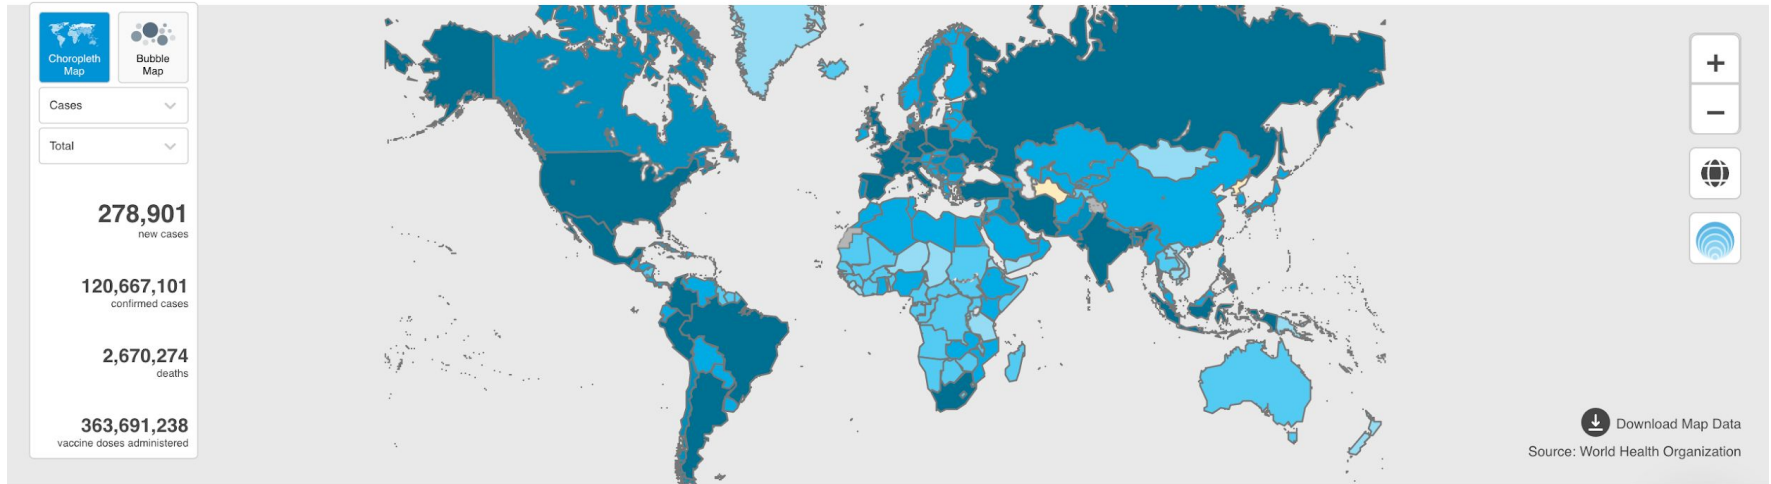 Choropleth
Map
Bubble
Map
Cases
Total
278,901
new cases
120,667,101
confirmed cases
2,670,274
deaths
363,691,238
vaccine doses administered
Download Map Data
Source: World Health Organization